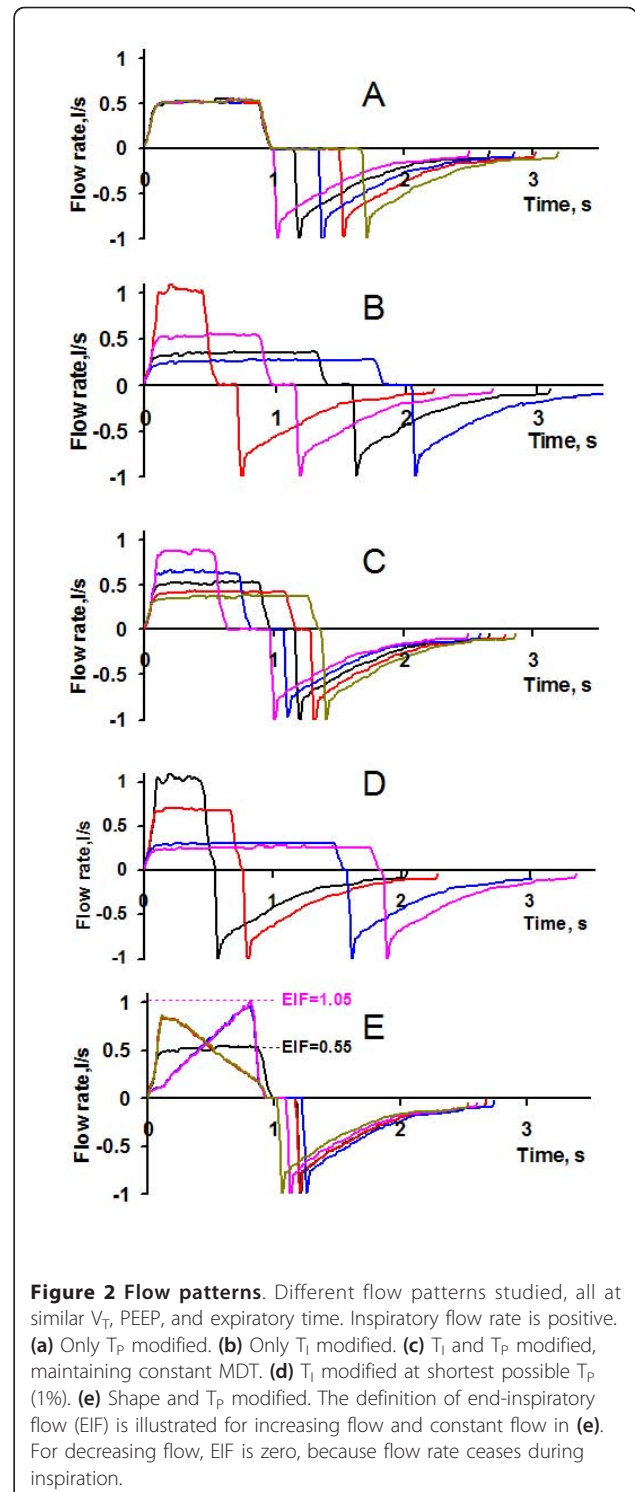 A
1
0.5
0
-0.5
-1
Flow rate,l/s
0 1 2 3
Time, s
B
1
0.5
0
-0.5
-1
Flow rate,l/s
0 1 2 3
Time, s
C
1
0.5
0
-0.5
-1
Flow rate,l/s
0 1 2 3
Time, s
D
1
0.5
0
-0.5
-1
Flow rate,l/s
0 1 2 3
Time, s
E
EIF=1.05
EIF=0.55
1
0.5
0
-0.5
-1
Flow rate,l/s
0 1 2 3
Time, s
Figure 2 Flow patterns. Different flow patterns studied, all at
similar VT, PEEP, and expiratory time. Inspiratory flow rate is positive.
(a) Only TP modified. (b) Only TI modified. (c) TI and TP modified,
maintaining constant MDT. (d) TI modified at shortest possible TP
(1%). (e) Shape and TP modified. The definition of end-inspiratory
flow (EIF) is illustrated for increasing flow and constant flow in (e).
For decreasing flow, EIF is zero, because flow rate ceases during
inspiration.